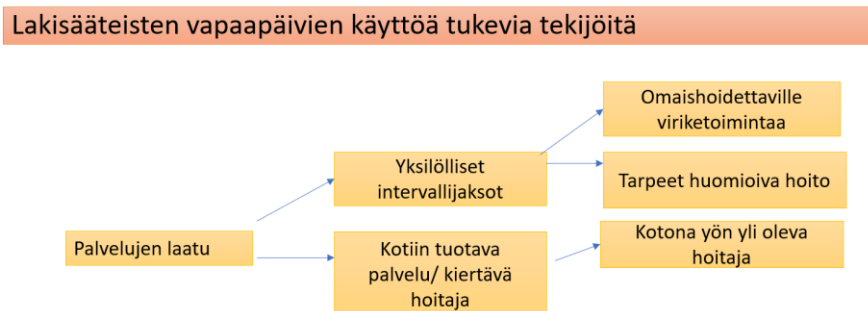 Lakisääteisten vapaapäivien käyttöä tukevia tekijöitä
Omaishoidettaville
viriketoimintaa
Yksilölliset
intervallijaksot
Tarpeet huomioiva hoito
Palvelujen laatu
Kotiin tuotava
palvelu/ kiertävä
hoitaja
Kotona yön yli oleva
hoitaja